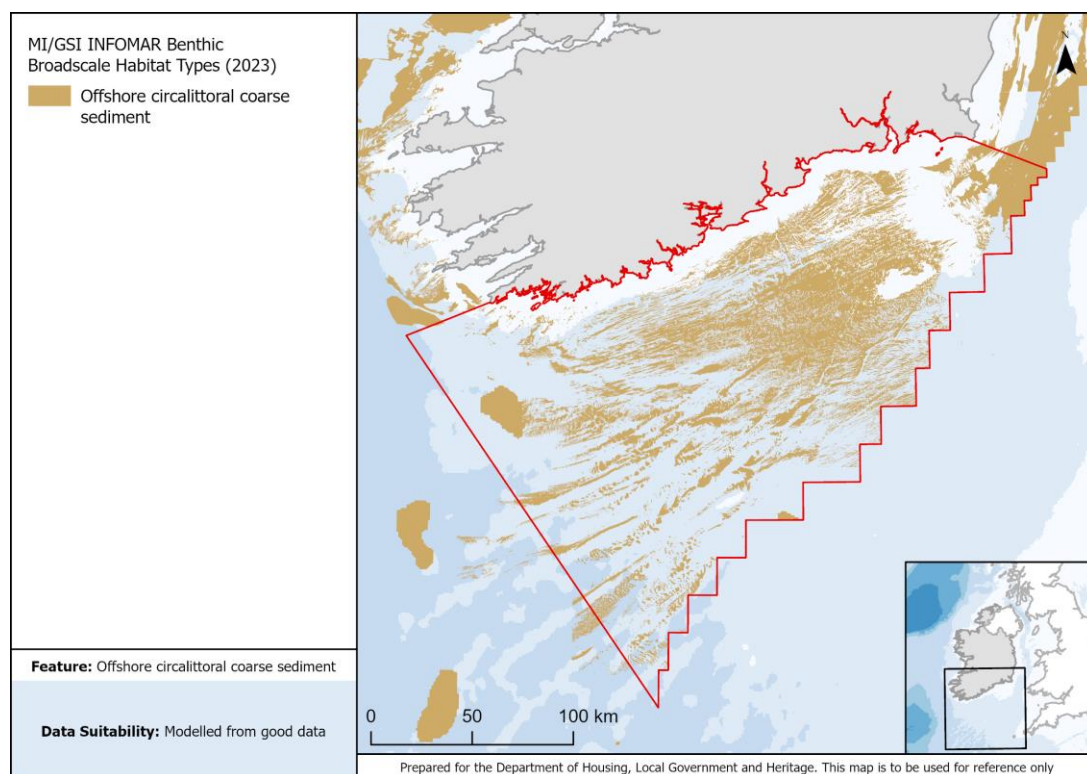 MI/GSI INFOMAR Benthic
Broadscale Habitat Types (2023)
Offshore circalittoral coarse
sediment
N
0 50 100 km
Feature: Offshore circalittoral coarse sediment
Data Suitability: Modelled from good data
Prepared for the Department of Housing, Local Government and Heritage. This map is to be used for reference only